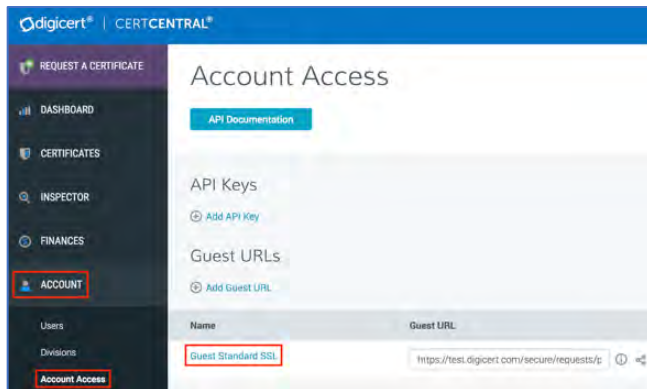 digicert® | CERTCENTRAL®
REQUEST A CERTIFICATE
DASHBOARD
CERTIFICATES
INSPECTOR
FINANCES
ACCOUNT
Users
Divisions
Account Access
Account Access
API Documentation
API Keys
Add API Key
Guest URLs
Add Guest URL
Name Guest URL
Guest Standard SSL https://test.digicert.com/secure/requests/p